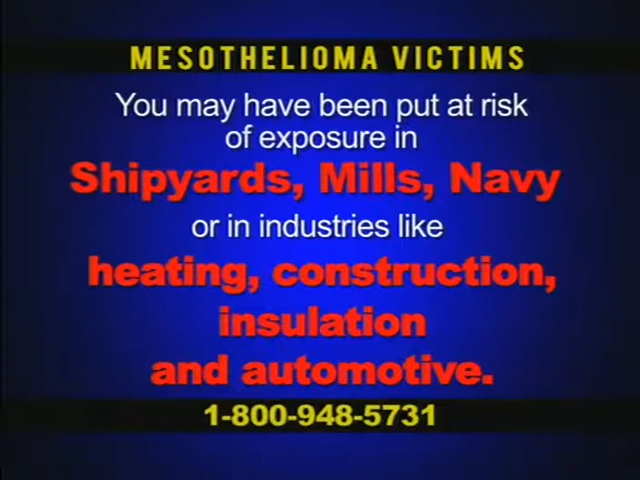 MESOTHELIOMA VICTIMS
You may have been put at risk
of exposure in
Shipyards, Mills, Navy
or in industries like
heating, construction,
insulation
and automotive.
1-800-948-5731